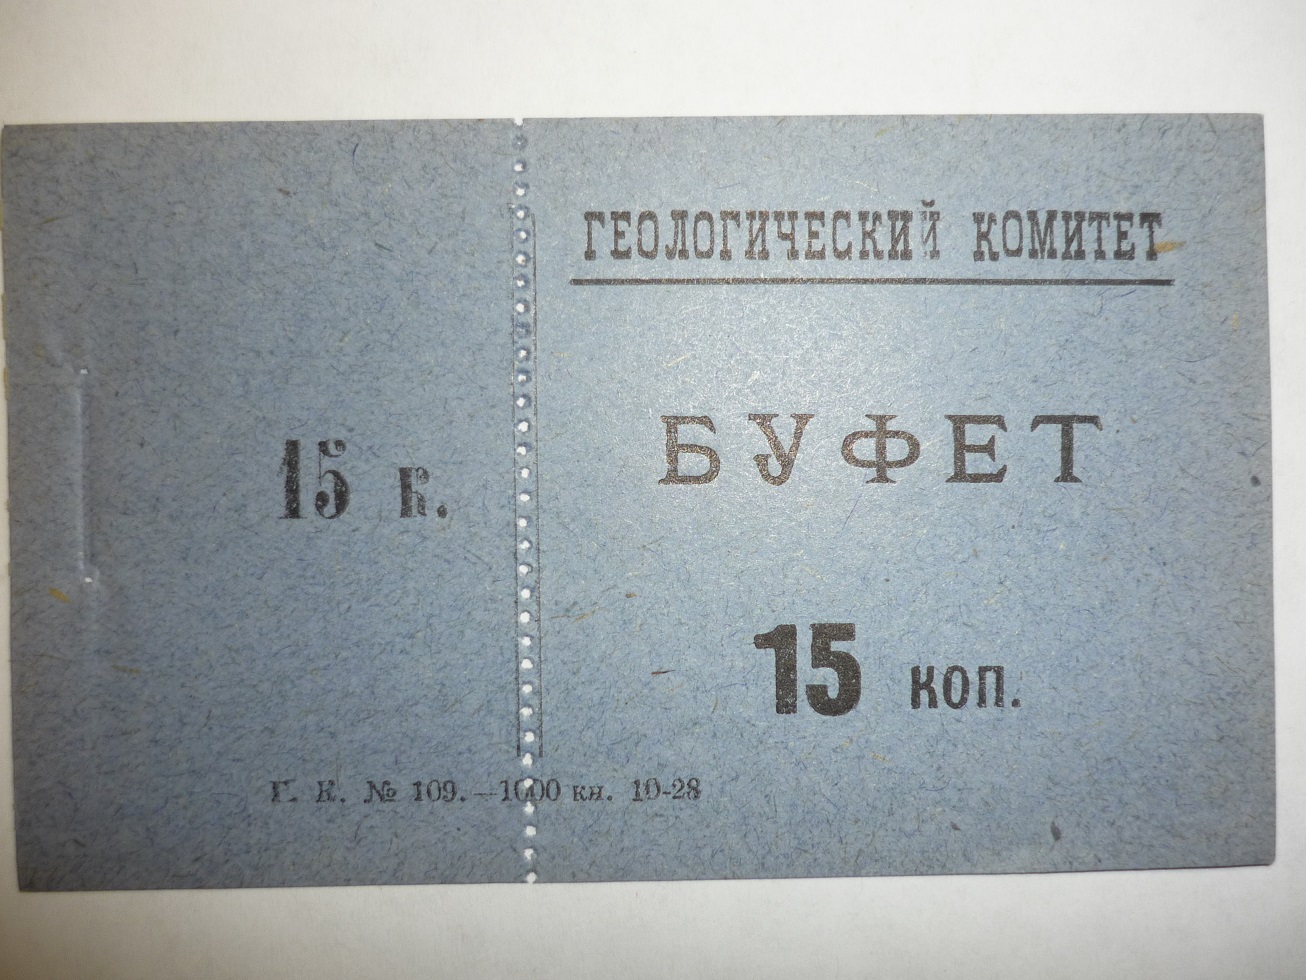 ГЕОЛОГИЧЕСКИЙ КОМИТЕТ
БУФЕТ
15 к.
15 коп.
Г. К. № 109.—1000 кн. 10-28